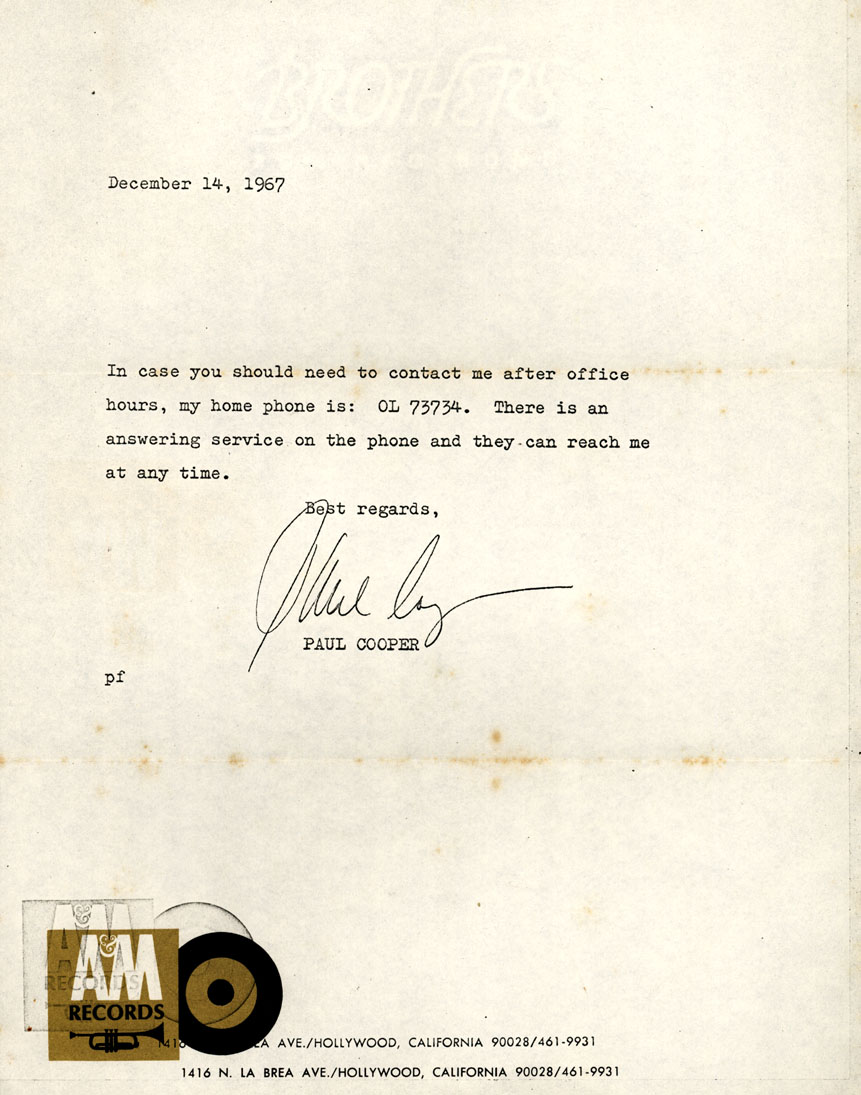 BROTHERS
December 14, 1967
In case you should need to contact me after office
hours, my home phone is:  OL 73734.  There is an
answering service on the phone and they can reach me
at any time.
Best regards,
PAUL COOPER
pf
A&M
RECORDS
A&M
RECORDS
1416 LA AVE./HOLLYWOOD, CALIFORNIA 90028/461-9931
1416 N. LA BREA AVE./HOLLYWOOD, CALIFORNIA 90028/461-9931